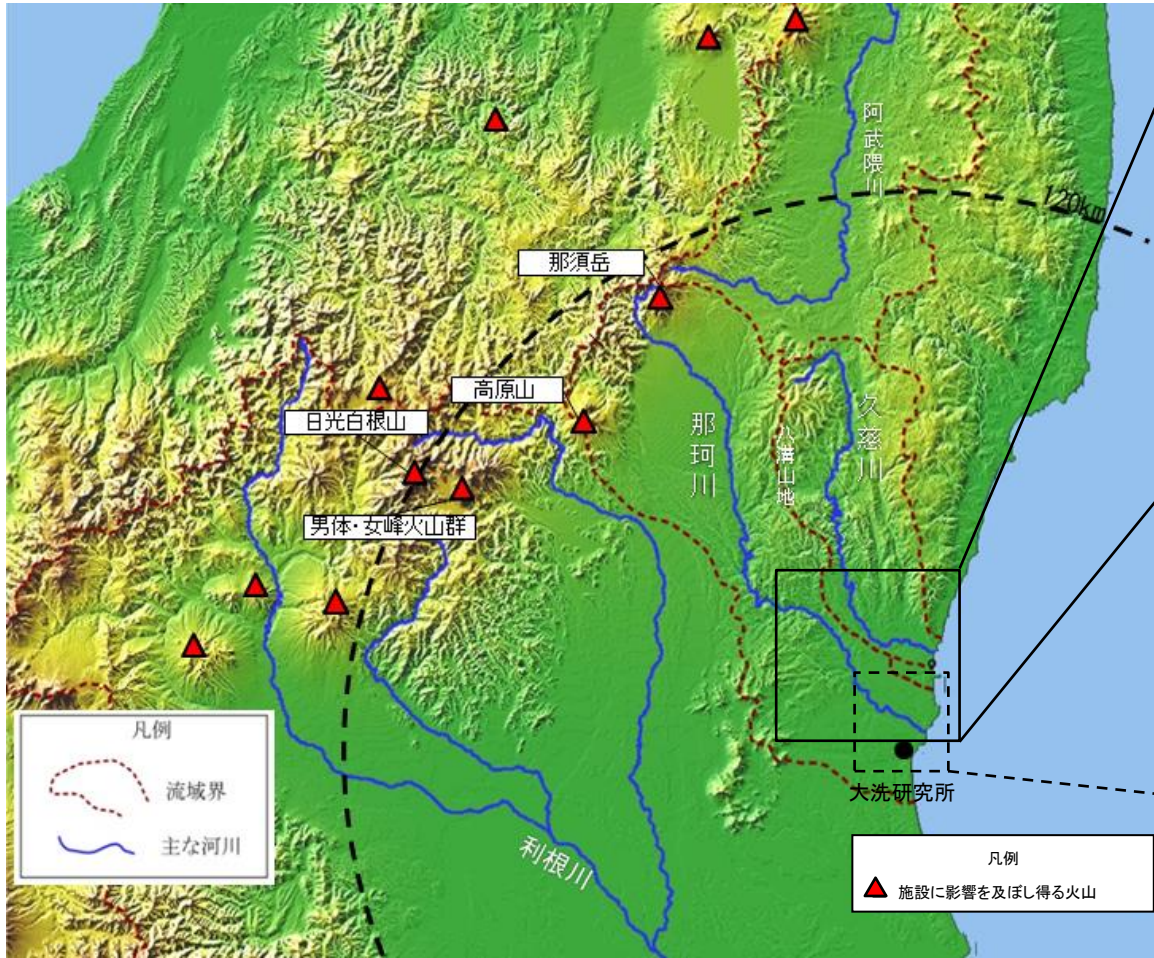 阿武隈川
120km
那須岳
高原山
日光白根山
那珂川
八溝山地
久慈川
男体・女峰火山群
凡例
流域界
主な河川
利根川
大洗研究所
凡例
施設に影響を及ぼし得る火山